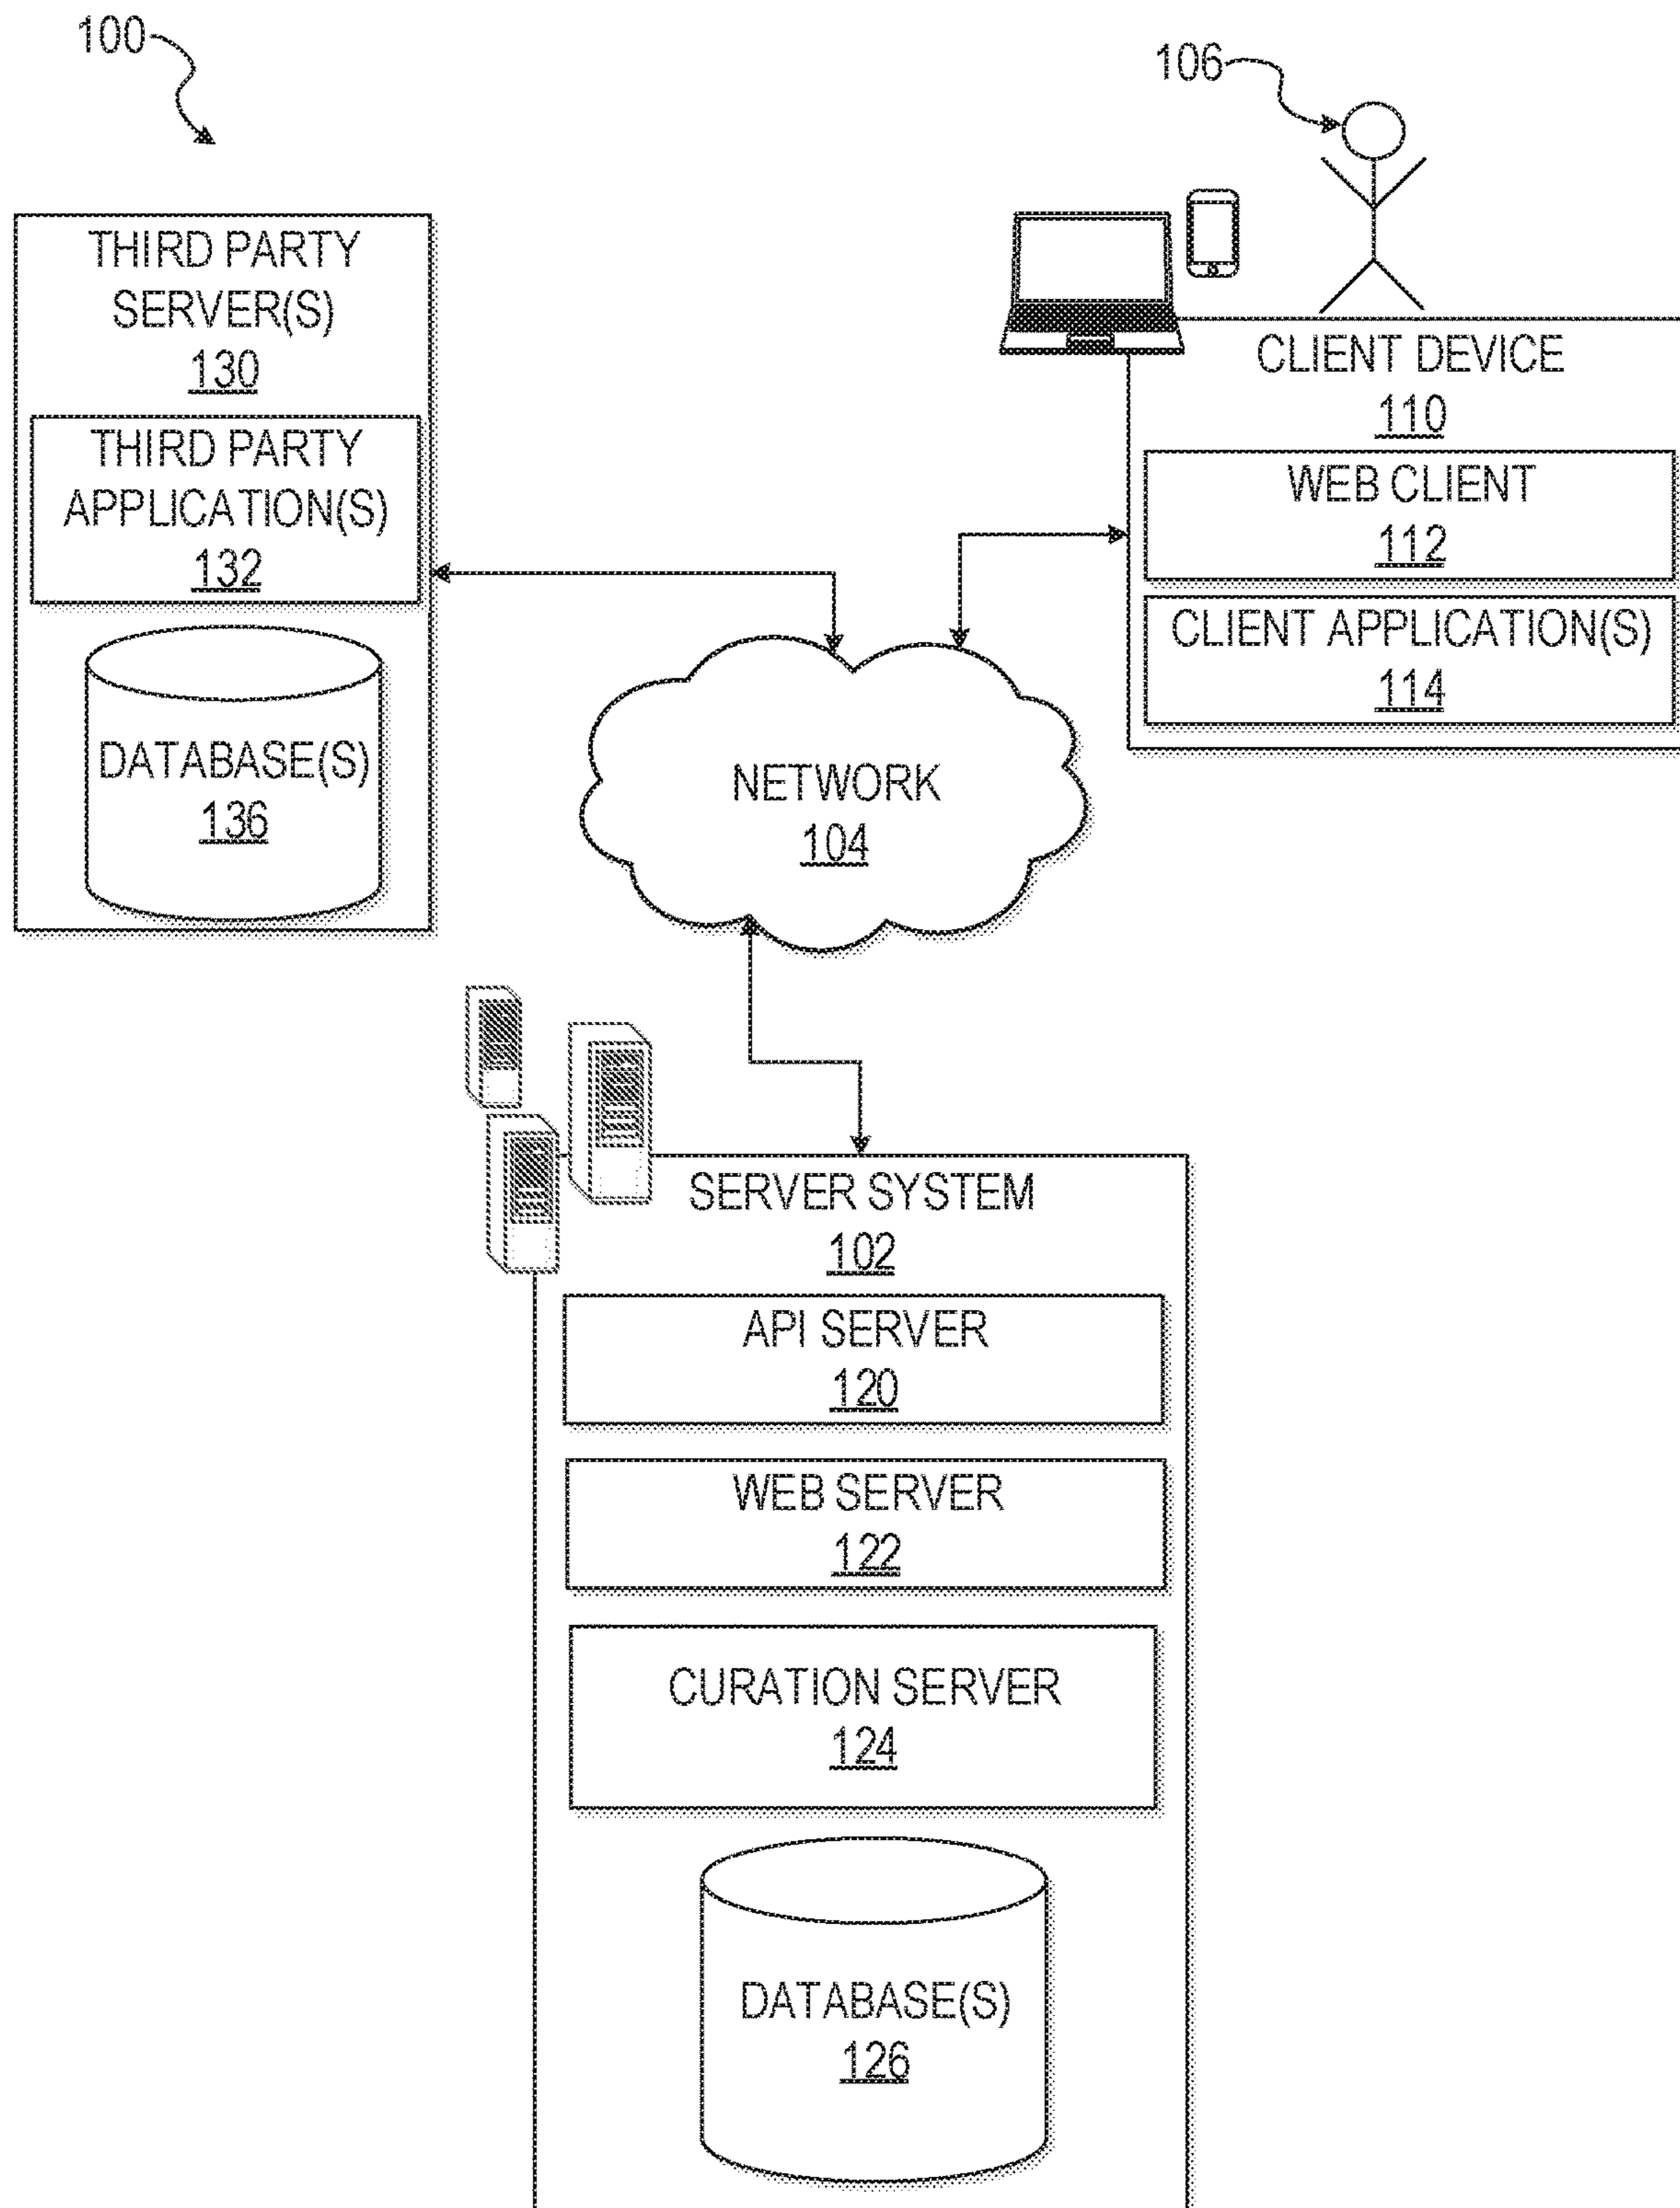 100
106
THIRD PARTY
SERVER(S)
130
THIRD PARTY
APPLICATION(S)
132
DATABASE(S)
136
CLIENT DEVICE
110
WEB CLIENT
112
CLIENT APPLICATION(S)
114
NETWORK
104
SERVER SYSTEM
102
API SERVER
120
WEB SERVER
122
CURATION SERVER
124
DATABASE(S)
126